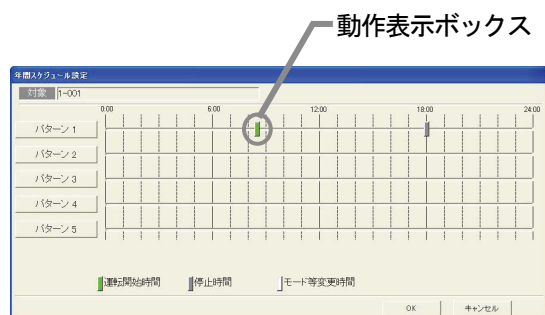 動作表示ボックス
年間スケジュール設定
対象 1-001
0:00 6:00 12:00 18:00 24:00
パターン 1
パターン 2
パターン 3
パターン 4
パターン 5
運転開始時間 停止時間 モード等変更時間
OK キャンセル